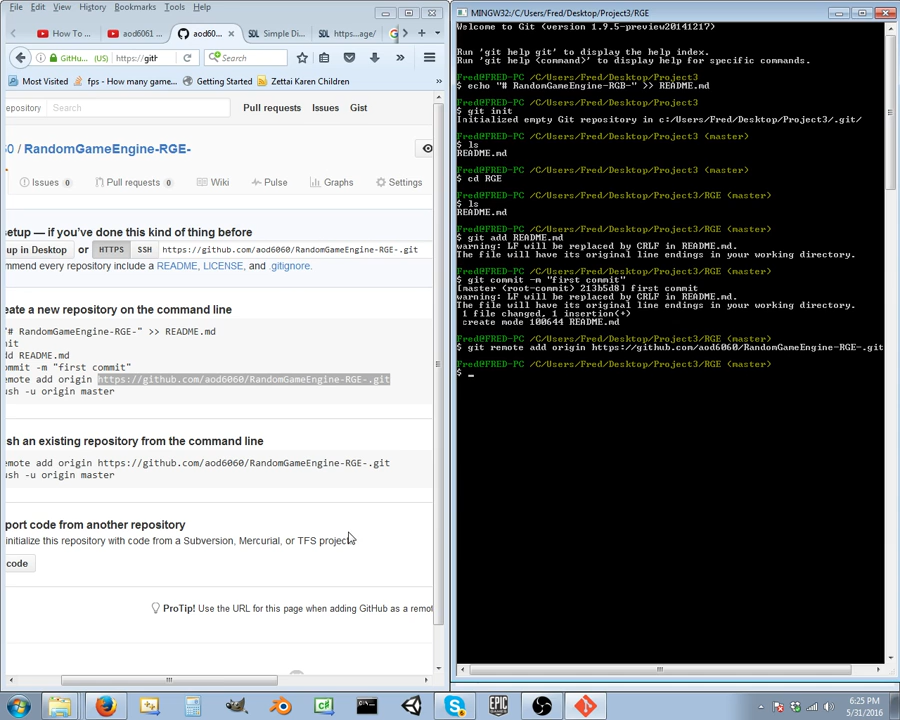 File Edit View History Bookmarks Tools Help
How To ...
aod6061 ...
aod60...
Simple Di...
https...age/
GitHub... (US)
https://gith
Search
Most Visited
fps - How many a...
Getting Started
Zettai Karen Children
epository
Search
Pull requests
Issues
Gist
60 / RandomGameEngine-RGE-
Issues 0
Pull requests 0
Wiki
Pulse
Graphs
Settings
setup — if you've done this kind of thing before
up in Desktop or HTTPS SSH https://github.com/aod6060/RandomGameEngine-RGE-.git
mmend every repository include a README, LICENSE, and .gitignore.
eate a new repository on the command line
"# RandomGameEngine-RGE-" >> README.md
nit
dd README.md
ommit -m "first commit"
emote add origin https://github.com/aod6060/RandomGameEngine-RGE-.git
ush -u origin master
sh an existing repository from the command line
emote add origin https://github.com/aod6060/RandomGameEngine-RGE-.git
ush -u origin master
port code from another repository
initialize this repository with code from a Subversion, Mercurial, or TFS project.
code
ProTip! Use the URL for this page when adding GitHub as a remot
MINGW32:/C/Users/Fred/Desktop/Project3/RGE
Welcome to Git (version 1.9.5-preview20141217)
Run 'git help git' to display the help index.
Run 'git help <command>' to display help for specific commands.
Fred@FRED-PC /C/Users/Fred/Desktop/Project3
$ echo "# RandomGameEngine-RGB-" >> README.md
Fred@FRED-PC /C/Users/Fred/Desktop/Project3
$ git init
Initialized empty Git repository in c:/Users/Fred/Desktop/Project3/.git/
Fred@FRED-PC /C/Users/Fred/Desktop/Project3 (master)
$ ls
README.md
Fred@FRED-PC /C/Users/Fred/Desktop/Project3 (master)
$ cd RGE
Fred@FRED-PC /C/Users/Fred/Desktop/Project3/RGE (master)
$ ls
README.md
Fred@FRED-PC /C/Users/Fred/Desktop/Project3/RGE (master)
$ git add README.md
warning: LF will be replaced by CRLF in README.md.
The file will have its original line endings in your working directory.
Fred@FRED-PC /C/Users/Fred/Desktop/Project3/RGE (master)
$ git commit -m "first commit"
[master (root-commit) 213b5d8] first commit
warning: LF will be replaced by CRLF in README.md.
The file will have its original line endings in your working directory.
1 file changed, 1 insertion(+)
create mode 100644 README.md
Fred@FRED-PC /C/Users/Fred/Desktop/Project3/RGE (master)
$ git remote add origin https://github.com/aod6060/RandomGameEngine-RGE-.git
Fred@FRED-PC /C/Users/Fred/Desktop/Project3/RGE (master)
$ _
6:25 PM
5/31/2016